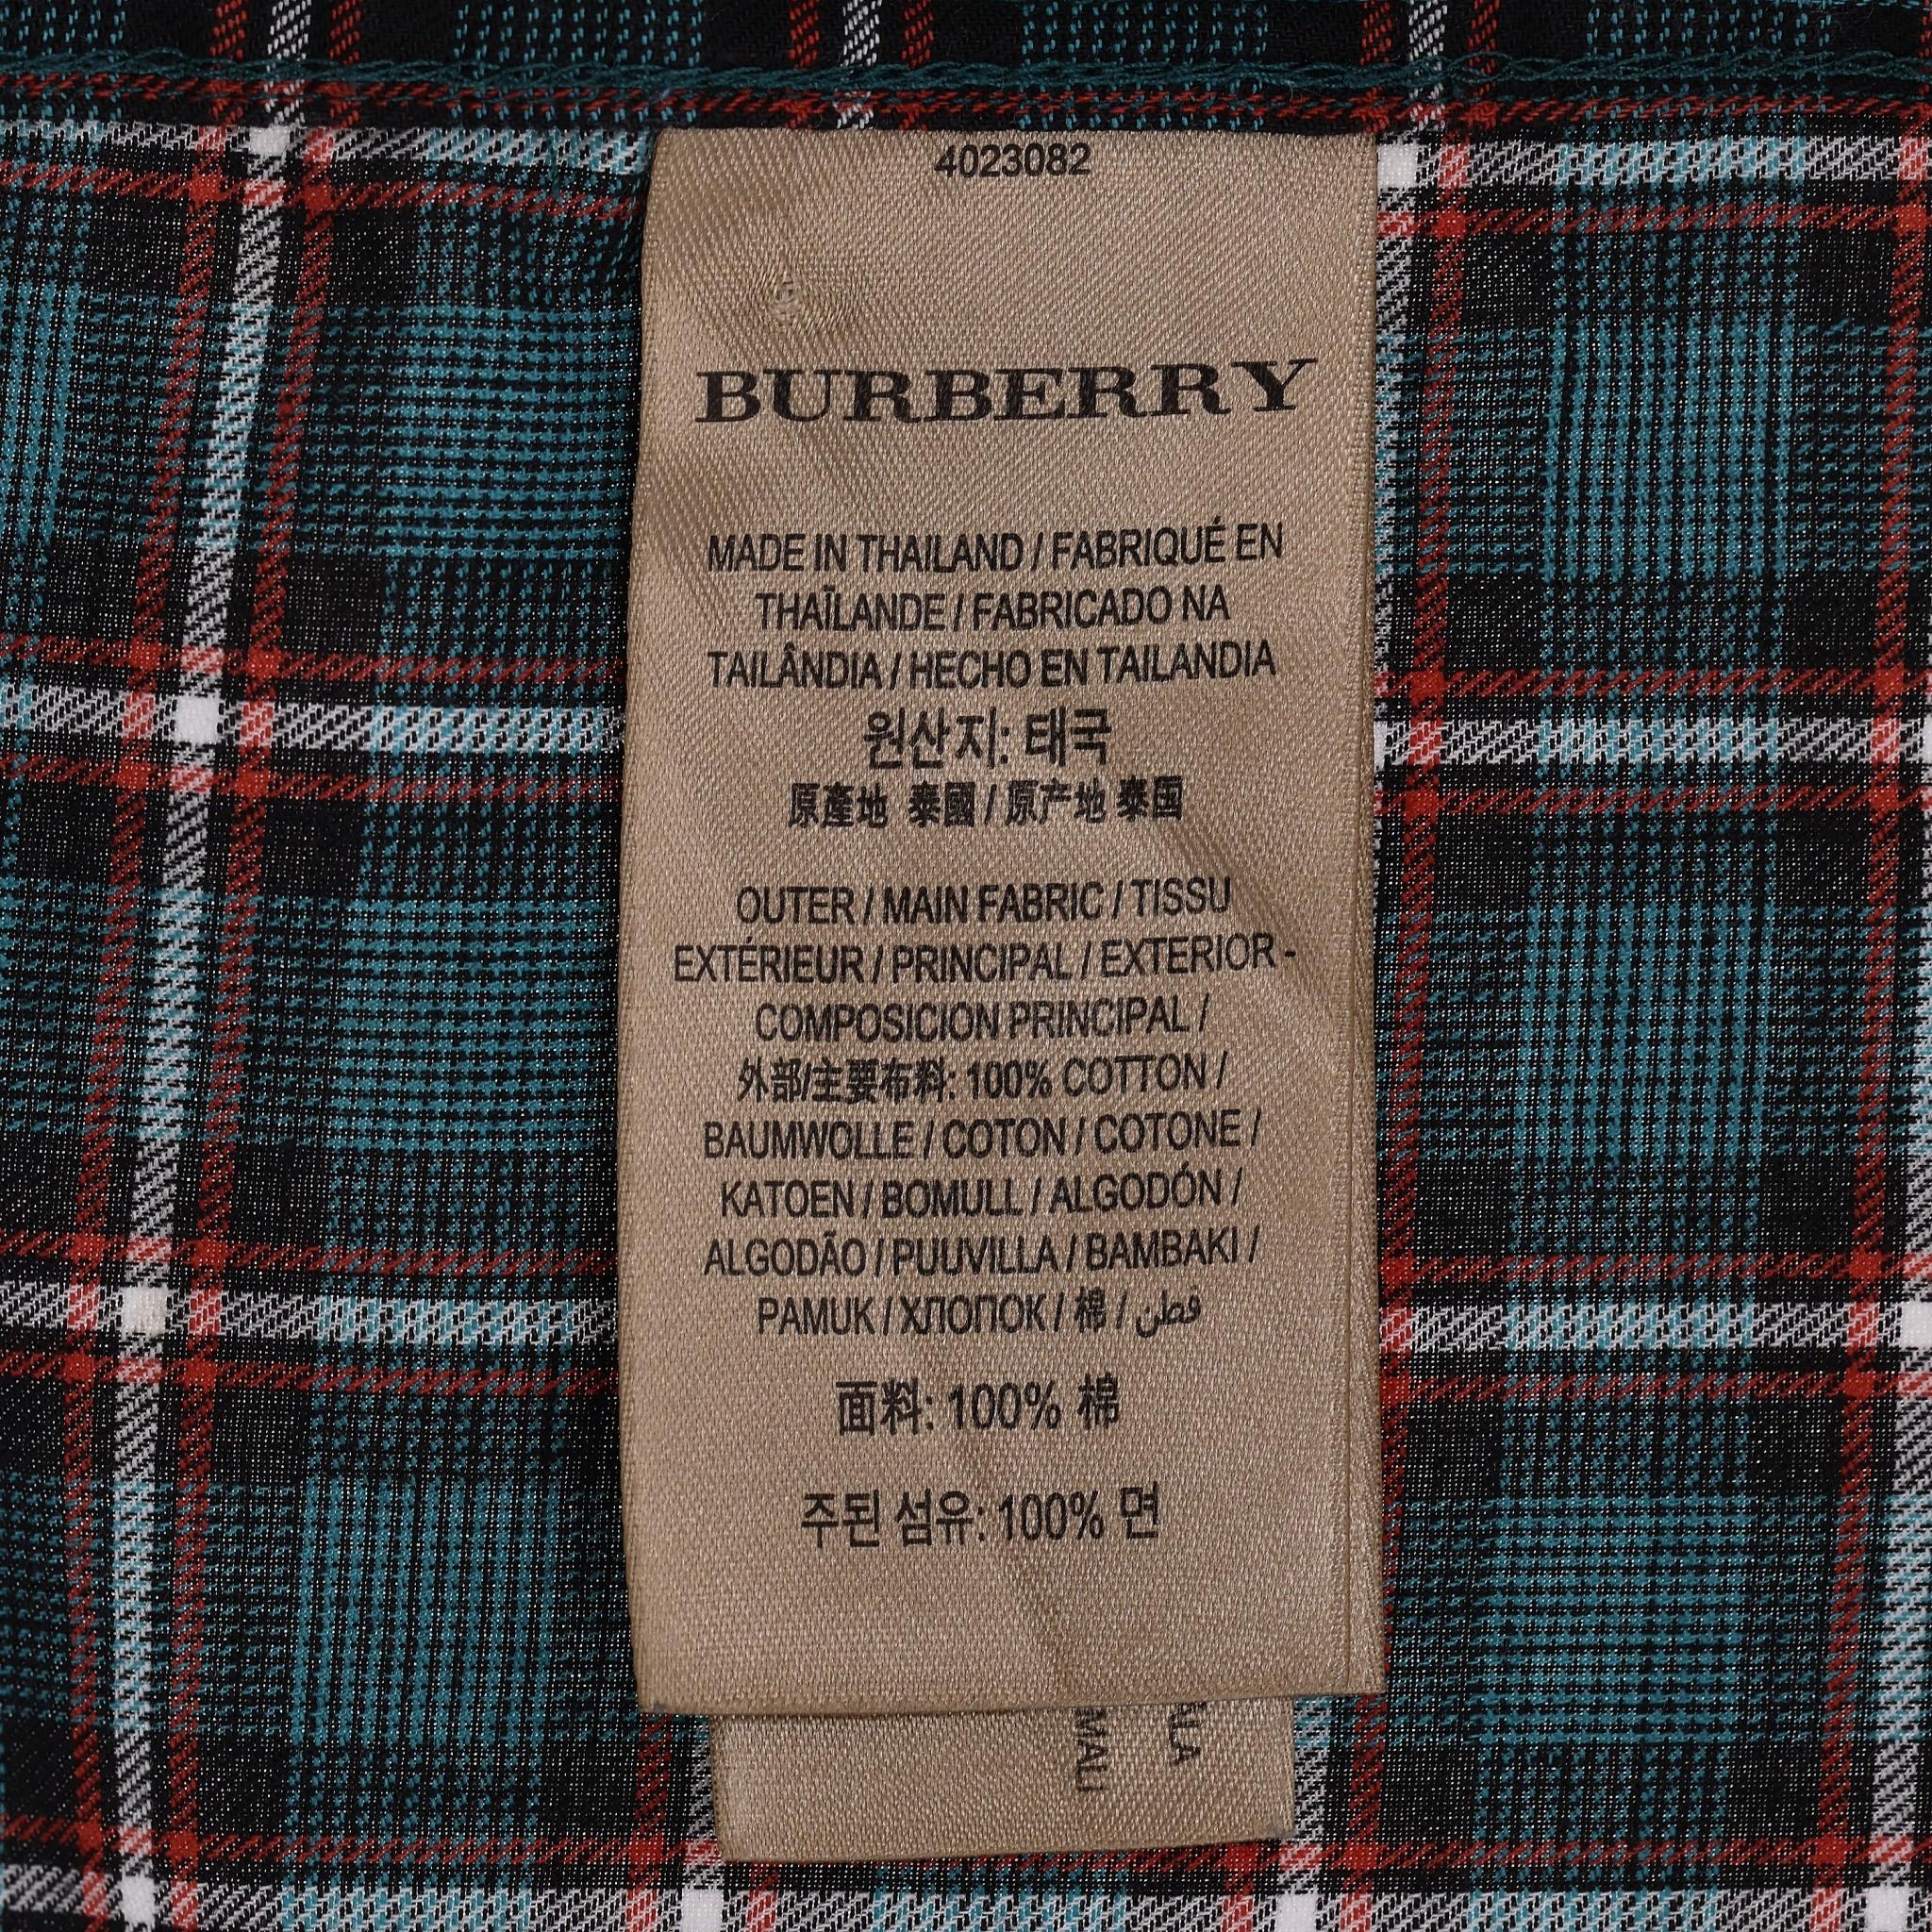 4023082
BURBERRY
MADE IN THAILAND / FABRIQUÉ EN
THAÏLANDE / FABRICADO NA
TAILÂNDIA / HECHO EN TAILANDIA
원산지: 태국
原產地 泰國 / 原产地 泰国
OUTER / MAIN FABRIC / TISSU
EXTÉRIEUR / PRINCIPAL / EXTERIOR -
COMPOSICION PRINCIPAL /
外部/主要布料: 100% COTTON /
BAUMWOLLE / COTON / COTONE /
KATOEN / BOMULL / ALGODÓN /
ALGODÃO / PUUVILLA / BAMBAKI /
PAMUK / ХЛОПОК / 棉 / قطن
面料: 100% 棉
주된 섬유: 100% 면